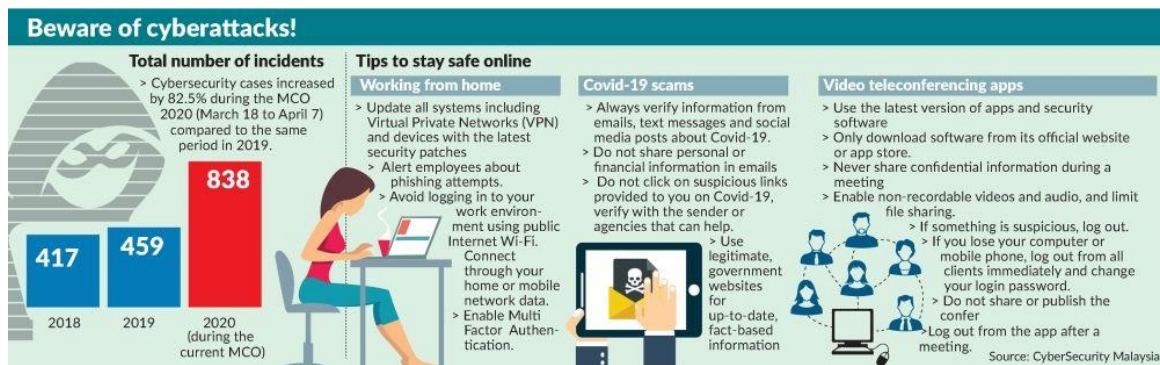 Beware of cyberattacks!
Total number of incidents
> Cybersecurity cases increased
by 82.5% during the MCO
2020 (March 18 to April 7)
compared to the same
period in 2019.
838
417
459
2018
2019
2020
(during the
current MCO)
Tips to stay safe online
Working from home
> Update all systems including
Virtual Private Networks (VPN)
and devices with the latest
security patches
> Alert employees about
phishing attempts.
> Avoid logging in to your
work environ-
ment using public
Internet Wi-Fi.
Connect
through your
home or mobile
network data.
> Enable Multi
Factor Authen-
tication.
Covid-19 scams
> Always verify information from
emails, text messages and social
media posts about Covid-19.
> Do not share personal or
financial information in emails
> Do not click on suspicious links
provided to you on Covid-19,
verify with the sender or
agencies that can help.
> Use
legitimate,
government
websites
for
up-to-date,
fact-based
information
Video teleconferencing apps
> Use the latest version of apps and security
software
> Only download software from its official website
or app store.
> Never share confidential information during a
meeting
> Enable non-recordable videos and audio, and limit
file sharing.
> If something is suspicious, log out.
> If you lose your computer or
mobile phone, log out from all
clients immediately and change
your login password.
> Do not share or publish the
confer
>Log out from the app after a
meeting.
Source: CyberSecurity Malaysia